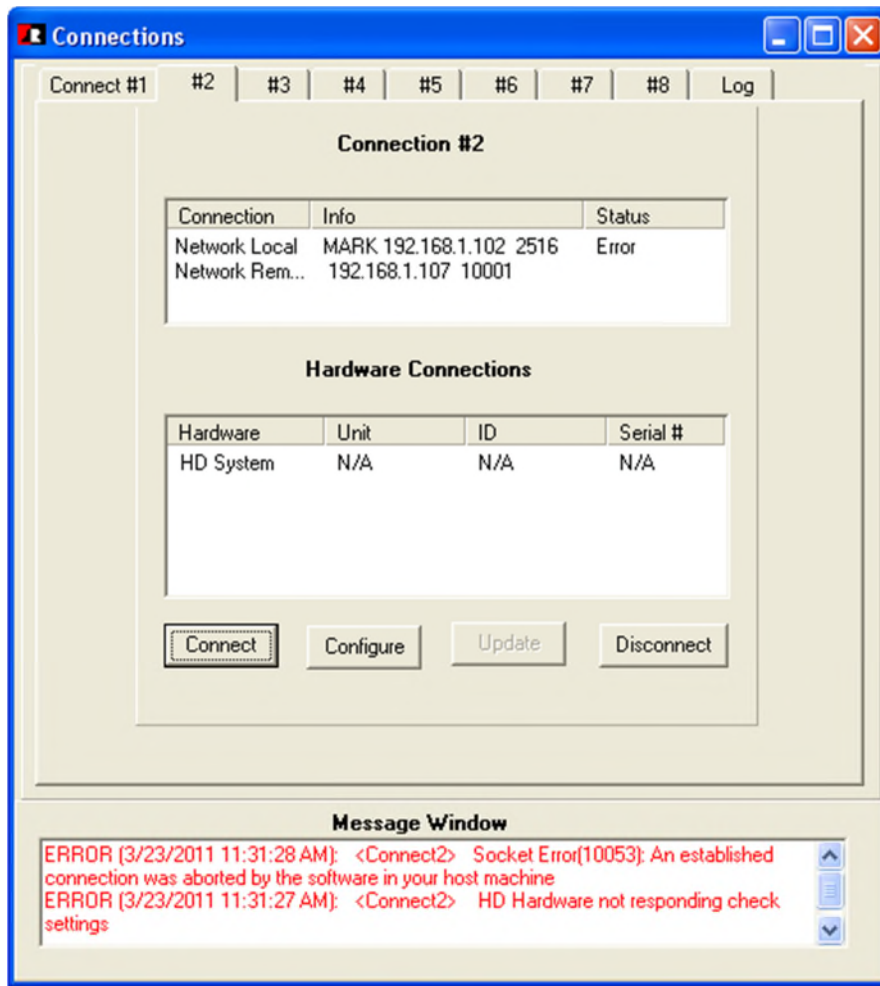 Connections
Connect #1 #2 #3 #4 #5 #6 #7 #8 Log
Connection #2
Connection Info Status
Network Local MARK 192.168.1.102 2516 Error
Network Rem... 192.168.1.107 10001
Hardware Connections
Hardware Unit ID Serial #
HD System N/A N/A N/A
Connect Configure Update Disconnect
Message Window
ERROR (3/23/2011 11:31:28 AM): <Connect2> Socket Error(10053): An established
connection was aborted by the software in your host machine
ERROR (3/23/2011 11:31:27 AM): <Connect2> HD Hardware not responding check
settings